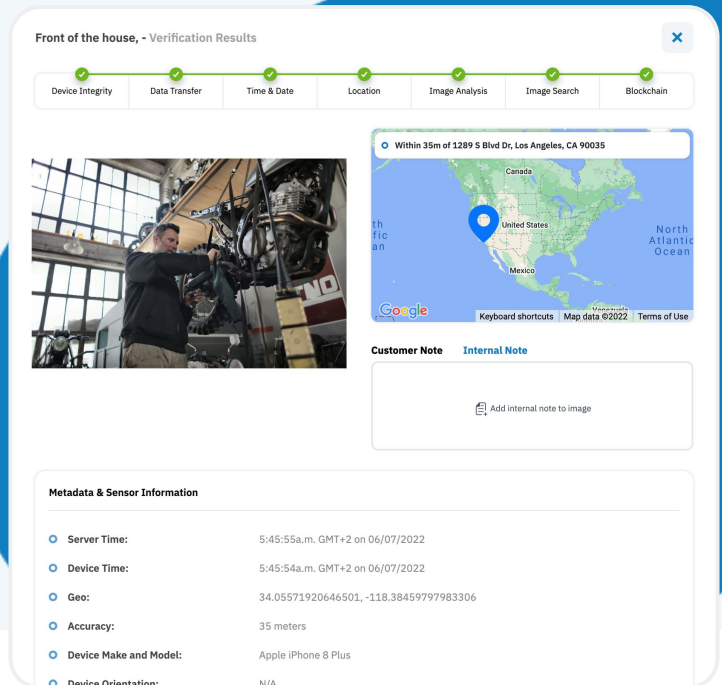 Front of the house, - Verification Results
Device Integrity
Data Transfer
Time & Date
Location
Image Analysis
Image Search
Blockchain
Within 35m of 1289 S Blvd Dr, Los Angeles, CA 90035
Canada
United States
North
Atlantic
Ocean
th
fic
an
Mexico
Venezuela
Google
Keyboard shortcuts
Map data ©2022
Terms of Use
Customer Note
Internal Note
Add internal note to image
Metadata & Sensor Information
Server Time: 5:45:55a.m. GMT+2 on 06/07/2022
Device Time: 5:45:54a.m. GMT+2 on 06/07/2022
Geo: 34.05571920646501, -118.38459797983306
Accuracy: 35 meters
Device Make and Model: Apple iPhone 8 Plus
Device Orientation: N/A